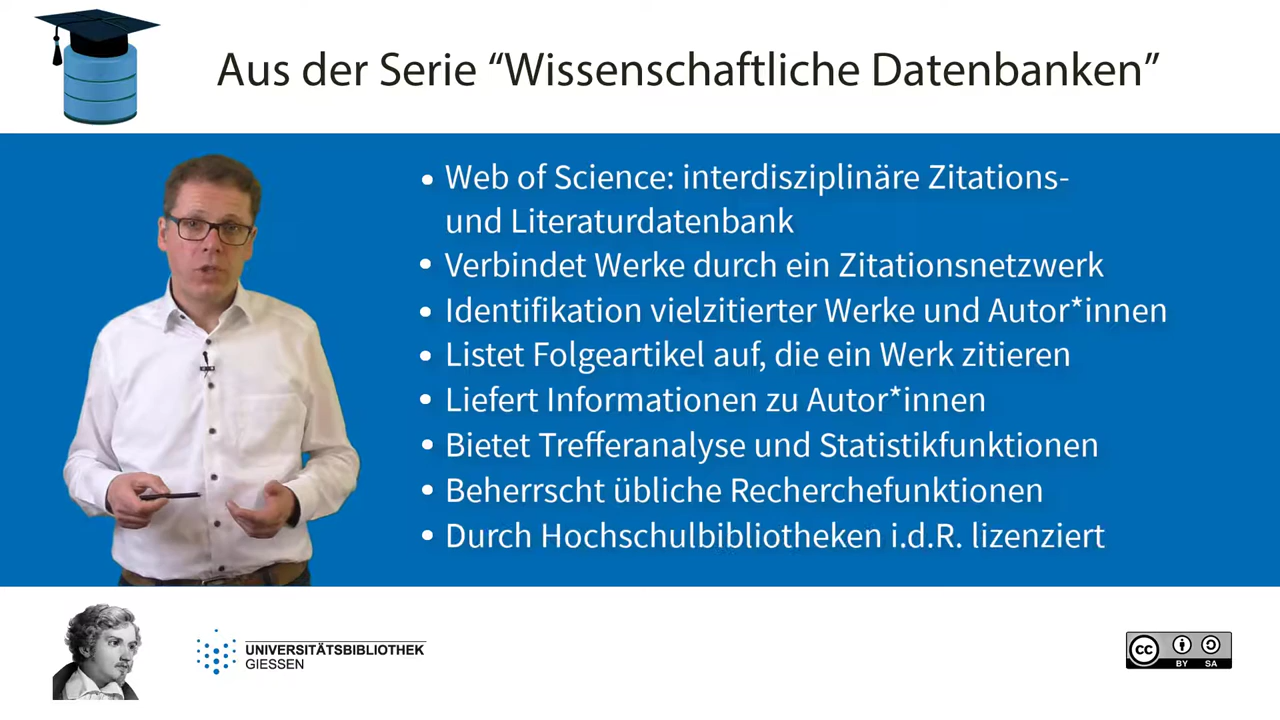 Aus der Serie “Wissenschaftliche Datenbanken”
• Web of Science: interdisziplinäre Zitations-
und Literaturdatenbank
• Verbindet Werke durch ein Zitationsnetzwerk
• Identifikation vielzitierter Werke und Autor*innen
• Listet Folgeartikel auf, die ein Werk zitieren
• Liefert Informationen zu Autor*innen
• Bietet Trefferanalyse und Statistikfunktionen
• Beherrscht übliche Recherchefunktionen
• Durch Hochschulbibliotheken i.d.R. lizenziert
UNIVERSITÄTSBIBLIOTHEK
GIESSEN
cc
BY SA